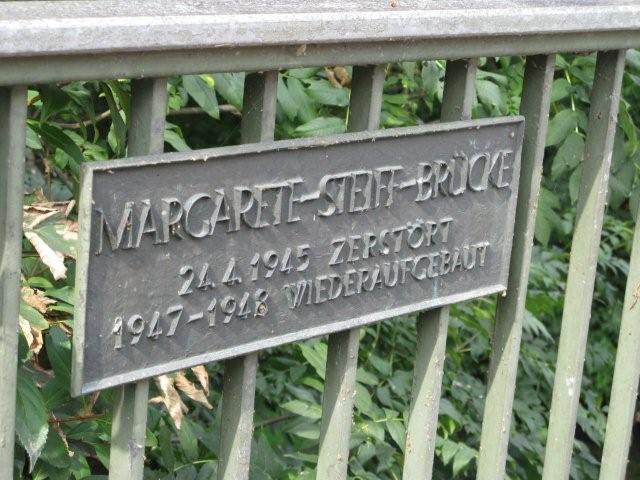 MARGARETE-STEIFF-BRÜCKE
24.4.1945 ZERSTÖRT
1947-1948 WIEDERAUFGEBAUT